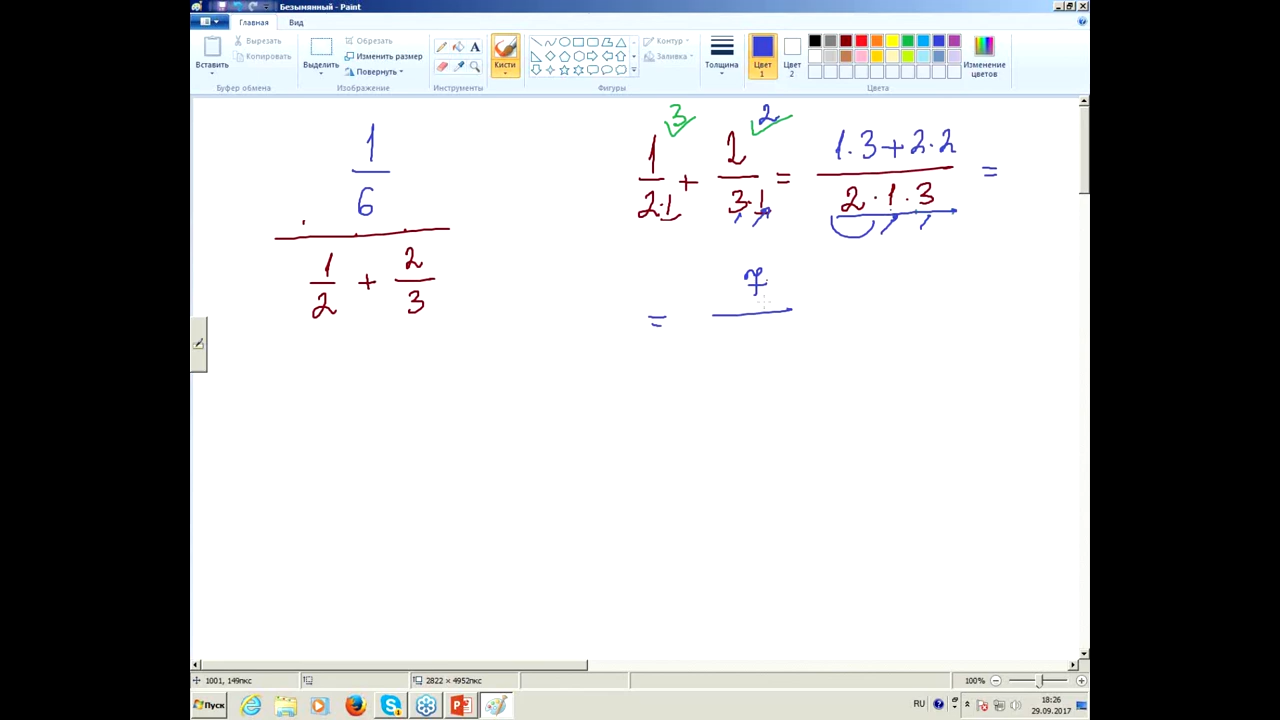 Безымянный - Paint
Главная Вид
Вставить
Вырезать
Копировать
Буфер обмена
Выделить
Обрезать
Изменить размер
Повернуть
Изображение
A
Инструменты
Кисти
Контур
Заливка
Фигуры
Толщина
Цвет 1
Цвет 2
Изменение цветов
Цвета
1
6
1/2 + 2/3
3 2
1/2·1 + 2/3·1 = 1·3+2·2/2·1·3 =
= 7
1001, 149пкс
2822 × 4952пкс
100%
Пуск
RU
18:26
29.09.2017